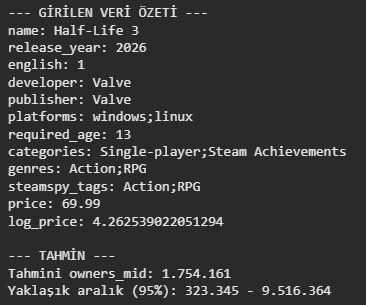 --- GİRİLEN VERİ ÖZETİ ---
name: Half-Life 3
release_year: 2026
english: 1
developer: Valve
publisher: Valve
platforms: windows;linux
required_age: 13
categories: Single-player;Steam Achievements
genres: Action;RPG
steamspy_tags: Action;RPG
price: 69.99
log_price: 4.262539022051294
--- TAHMİN ---
Tahmini owners_mid: 1.754.161
Yaklaşık aralık (95%): 323.345 - 9.516.364